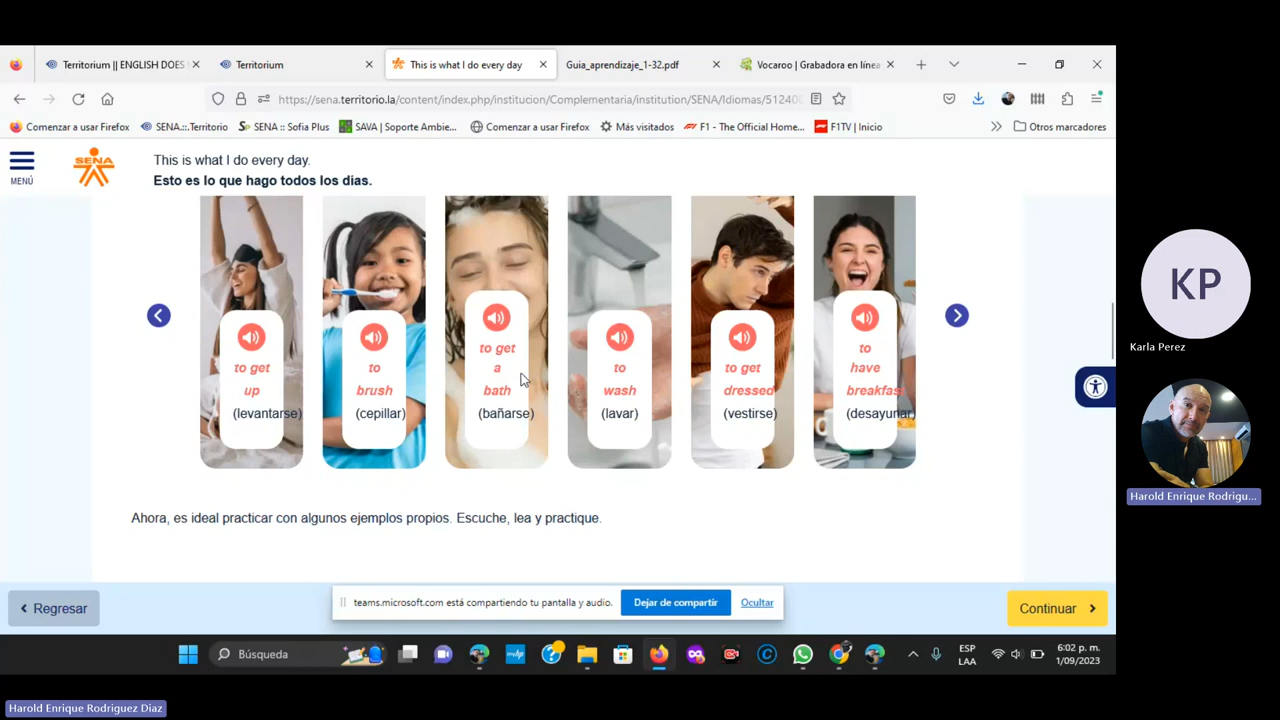 Territorium || ENGLISH DOES
Territorium
This is what I do every day
Guia_aprendizaje_1-32.pdf
Vocaroo | Grabadora en línea
https://sena.territorio.la/content/index.php/institucion/Complementaria/institution/SENA/Idiomas/512400
Comenzar a usar Firefox
SENA.::.Territorio
SENA :: Sofia Plus
SAVA | Soporte Ambie...
Comenzar a usar Firefox
Más visitados
F1 - The Official Home...
F1TV | Inicio
Otros marcadores
MENÚ
SENA
This is what I do every day.
Esto es lo que hago todos los días.
to get
up
(levantarse)
to
brush
(cepillar)
to get
a
bath
(bañarse)
to
wash
(lavar)
to get
dressed
(vestirse)
to
have
breakfas
(desayunar)
Ahora, es ideal practicar con algunos ejemplos propios. Escuche, lea y practique.
Regresar
teams.microsoft.com está compartiendo tu pantalla y audio.
Dejar de compartir
Ocultar
Continuar
Búsqueda
ESP
LAA
6:02 p. m.
1/09/2023
KP
Karla Perez
Harold Enrique Rodrigu...
Harold Enrique Rodriguez Diaz